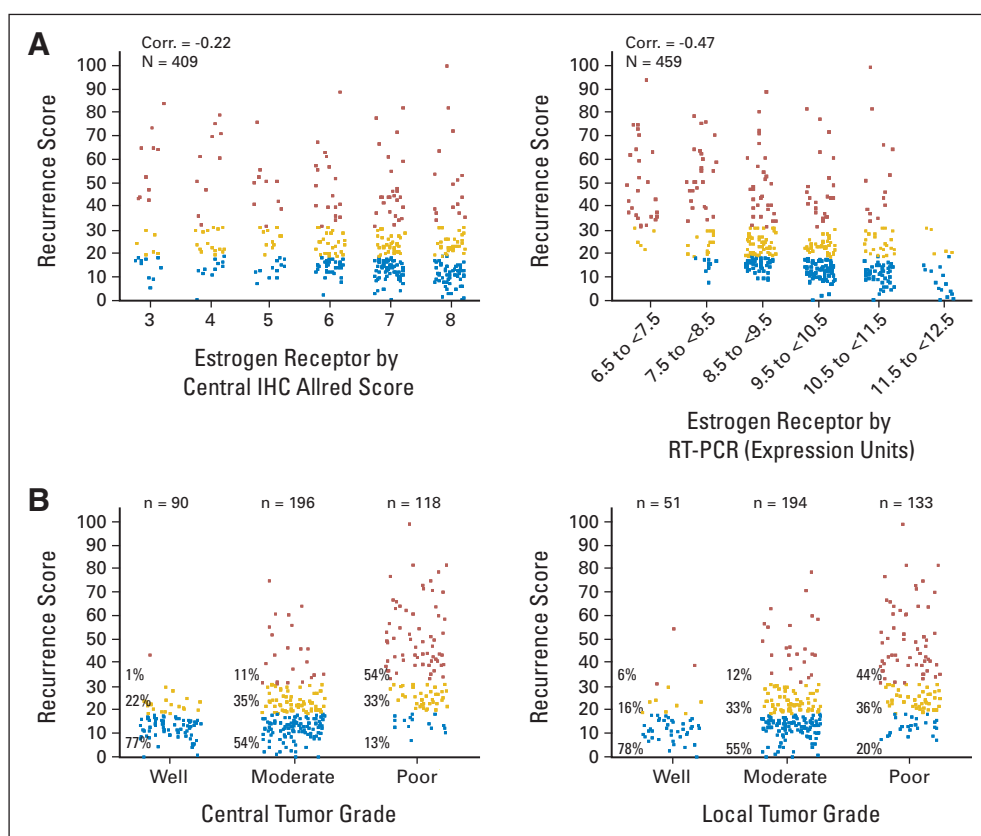 A
Corr. = -0.22
N = 409
Recurrence Score
100
90
80
70
60
50
40
30
20
10
0
3 4 5 6 7 8
Estrogen Receptor by
Central IHC Allred Score
Corr. = -0.47
N = 459
Recurrence Score
100
90
80
70
60
50
40
30
20
10
0
6.5 to <7.5
7.5 to <8.5
8.5 to <9.5
9.5 to <10.5
10.5 to <11.5
11.5 to <12.5
Estrogen Receptor by
RT-PCR (Expression Units)
B
n = 90 n = 196 n = 118
Recurrence Score
100
90
80
70
60
50
40
30
20
10
0
1% 11% 54%
22% 35% 33%
77% 54% 13%
Well Moderate Poor
Central Tumor Grade
n = 51 n = 194 n = 133
Recurrence Score
100
90
80
70
60
50
40
30
20
10
0
6% 12% 44%
16% 33% 36%
78% 55% 20%
Well Moderate Poor
Local Tumor Grade